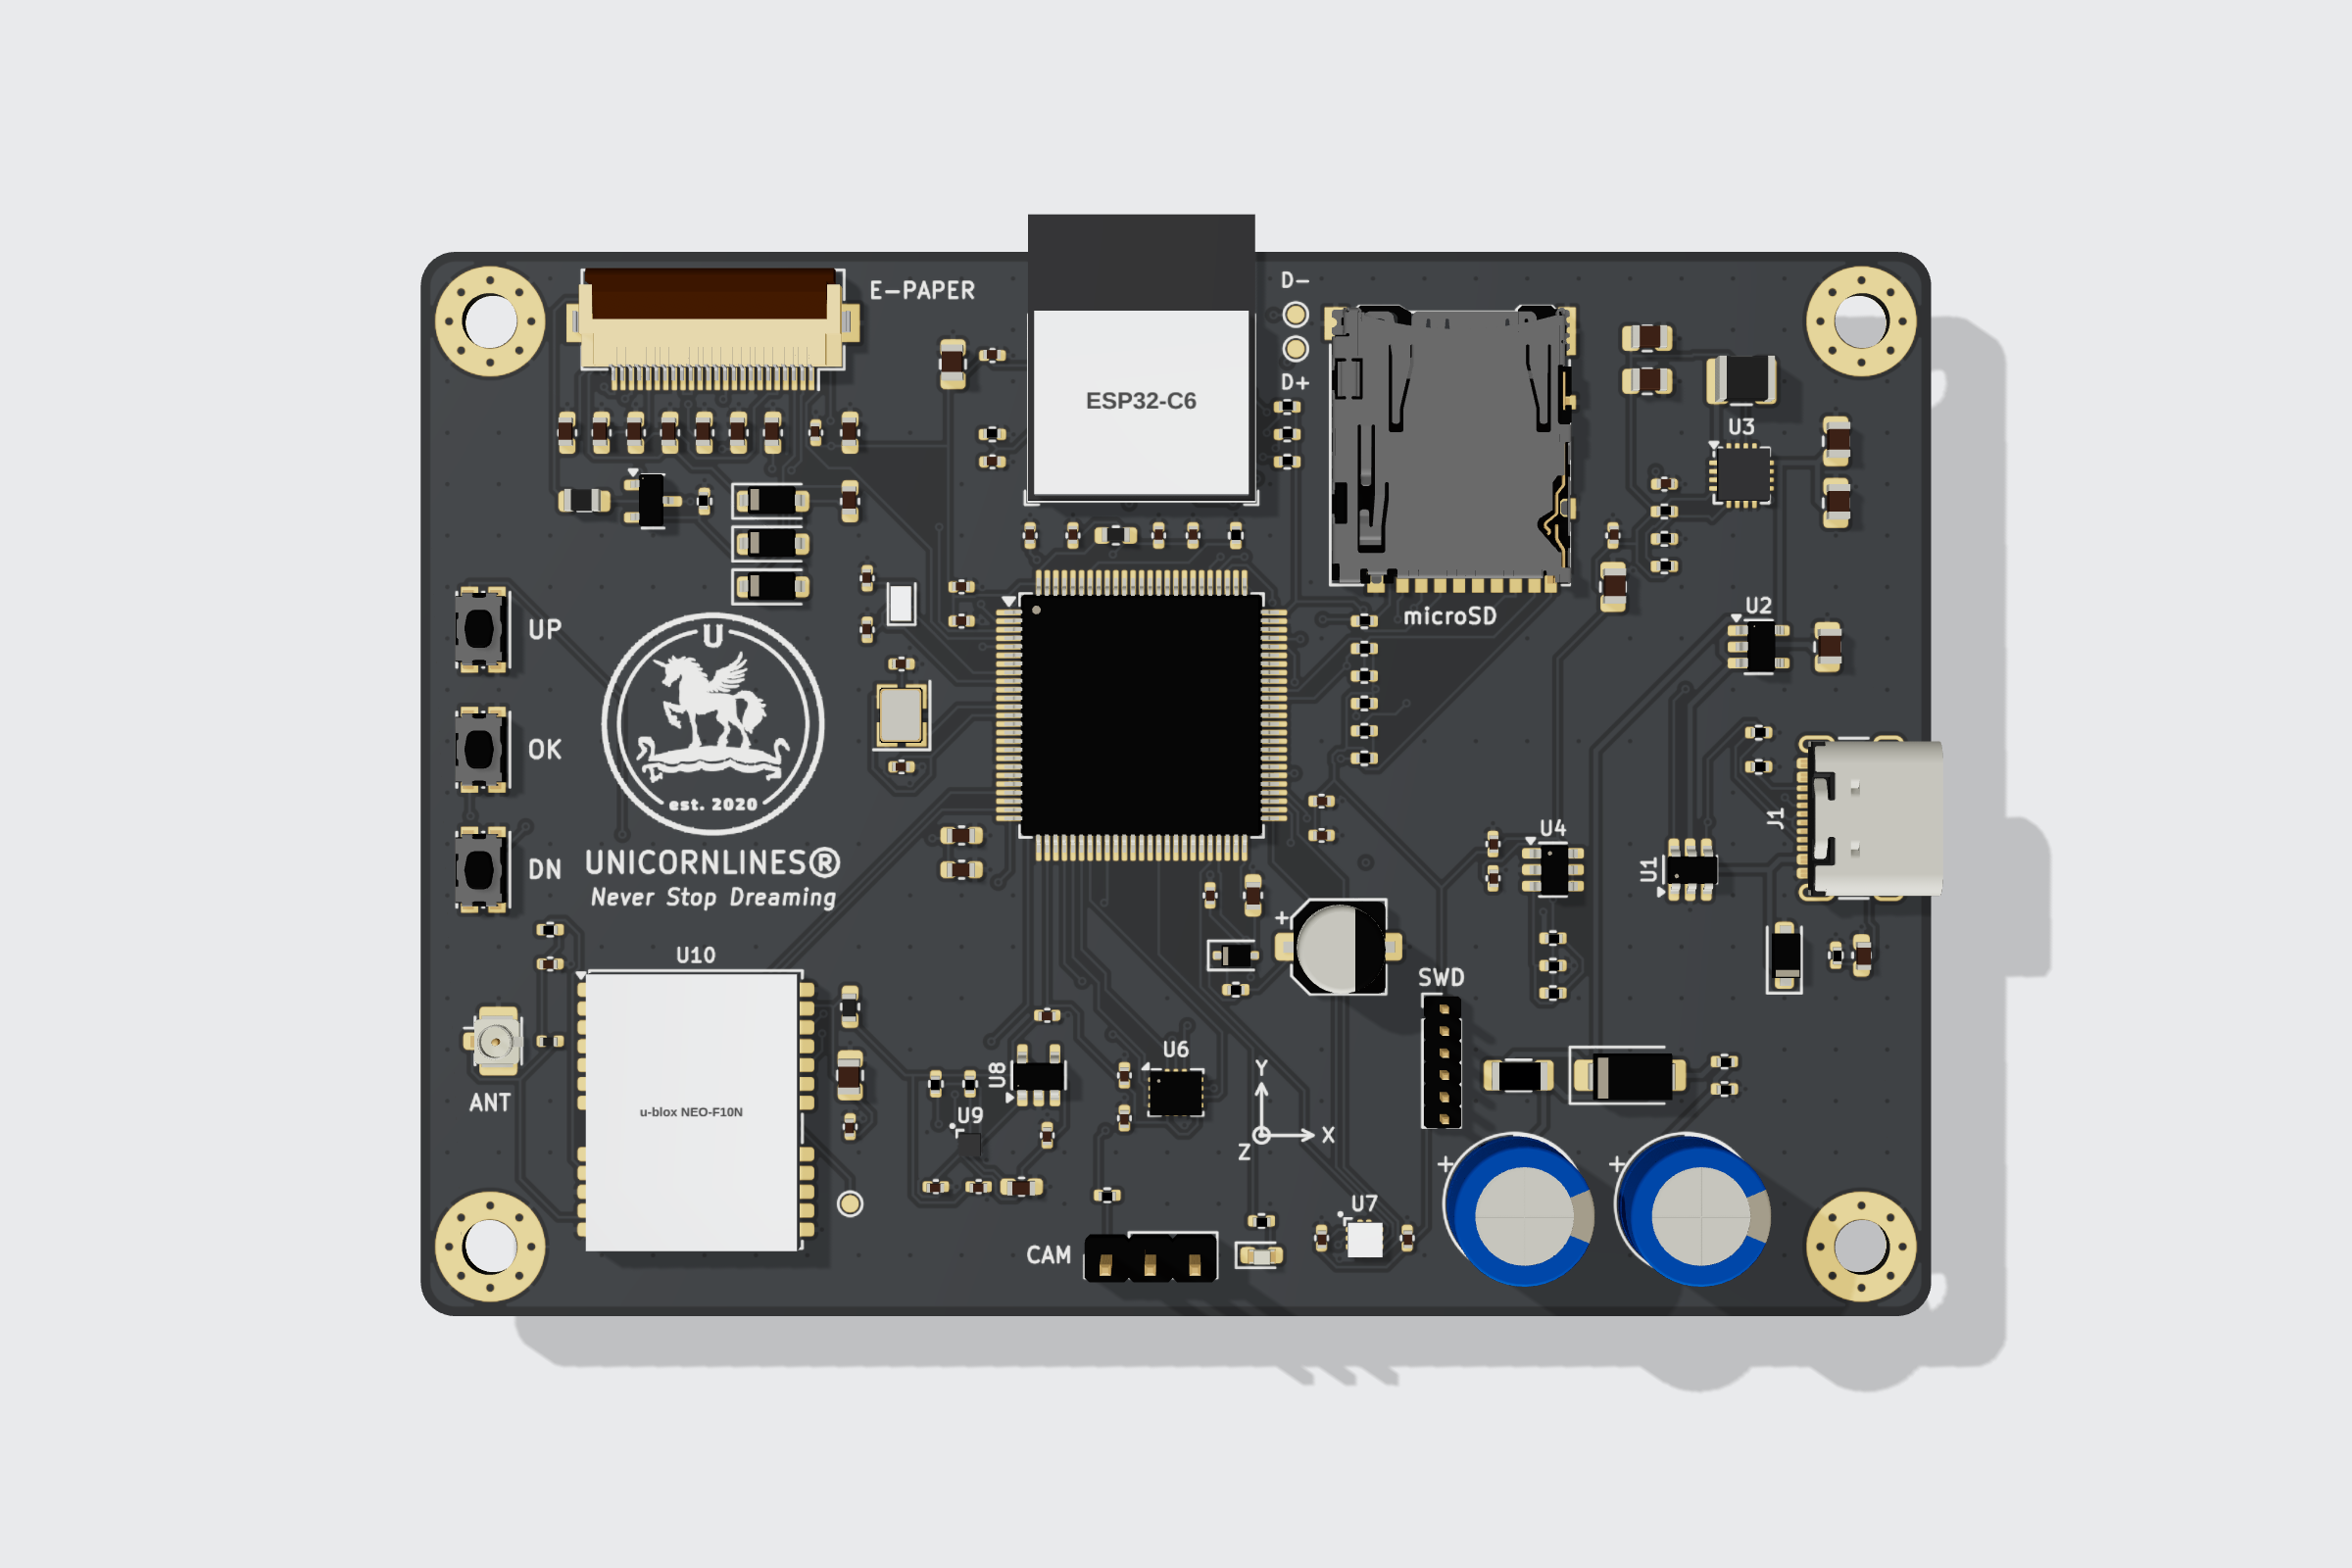 E-PAPER
D-
D+
ESP32-C6
U3
microSD
U2
UP
OK
DN
U
est. 2020
UNICORNLINES®
Never Stop Dreaming
J1
U4
U1
+
U10
SWD
ANT
u-blox NEO-F10N
U8
U9
U6
Y
X
Z
+
+
U7
CAM